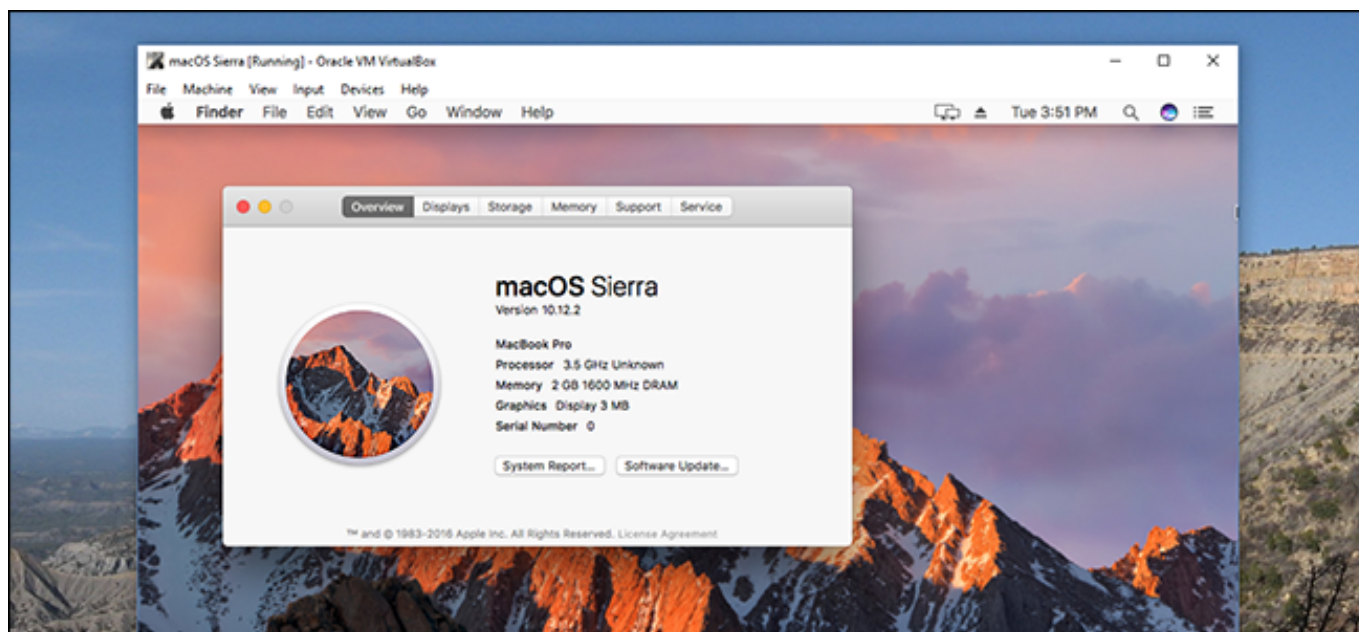 macOS Sierra [Running] - Oracle VM VirtualBox
File Machine View Input Devices Help
Finder File Edit View Go Window Help Tue 3:51 PM
Overview Displays Storage Memory Support Service
macOS Sierra
Version 10.12.2
MacBook Pro
Processor 3.5 GHz Unknown
Memory 2 GB 1600 MHz DRAM
Graphics Display 3 MB
Serial Number 0
System Report... Software Update...
™ and © 1983-2016 Apple Inc. All Rights Reserved. License Agreement